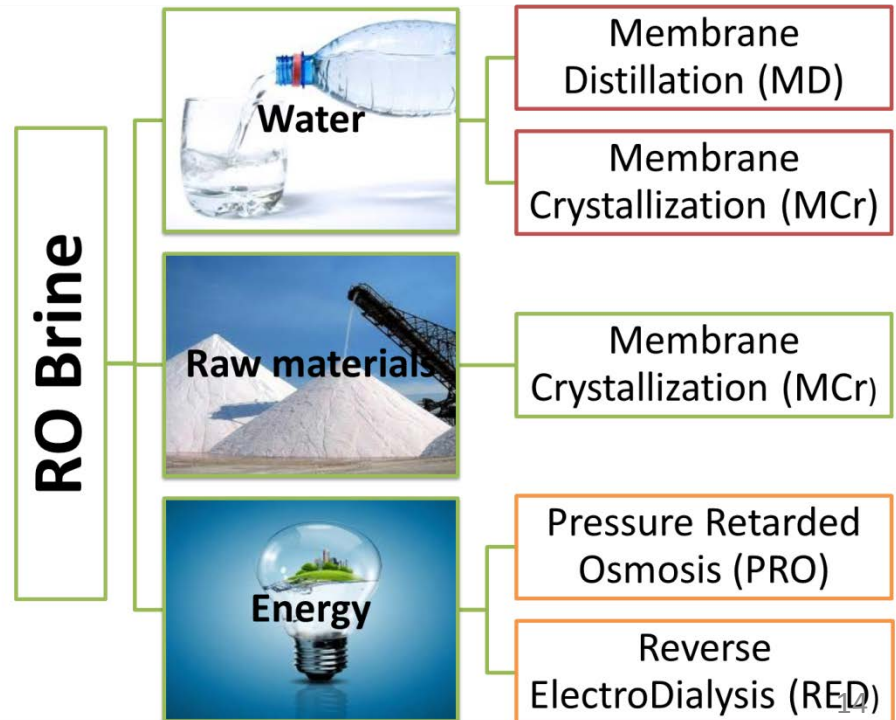 RO Brine
Water
Membrane
Distillation (MD)
Membrane
Crystallization (MCr)
Raw materials
Membrane
Crystallization (MCr)
Energy
Pressure Retarded
Osmosis (PRO)
Reverse
ElectroDialysis (RED)
14